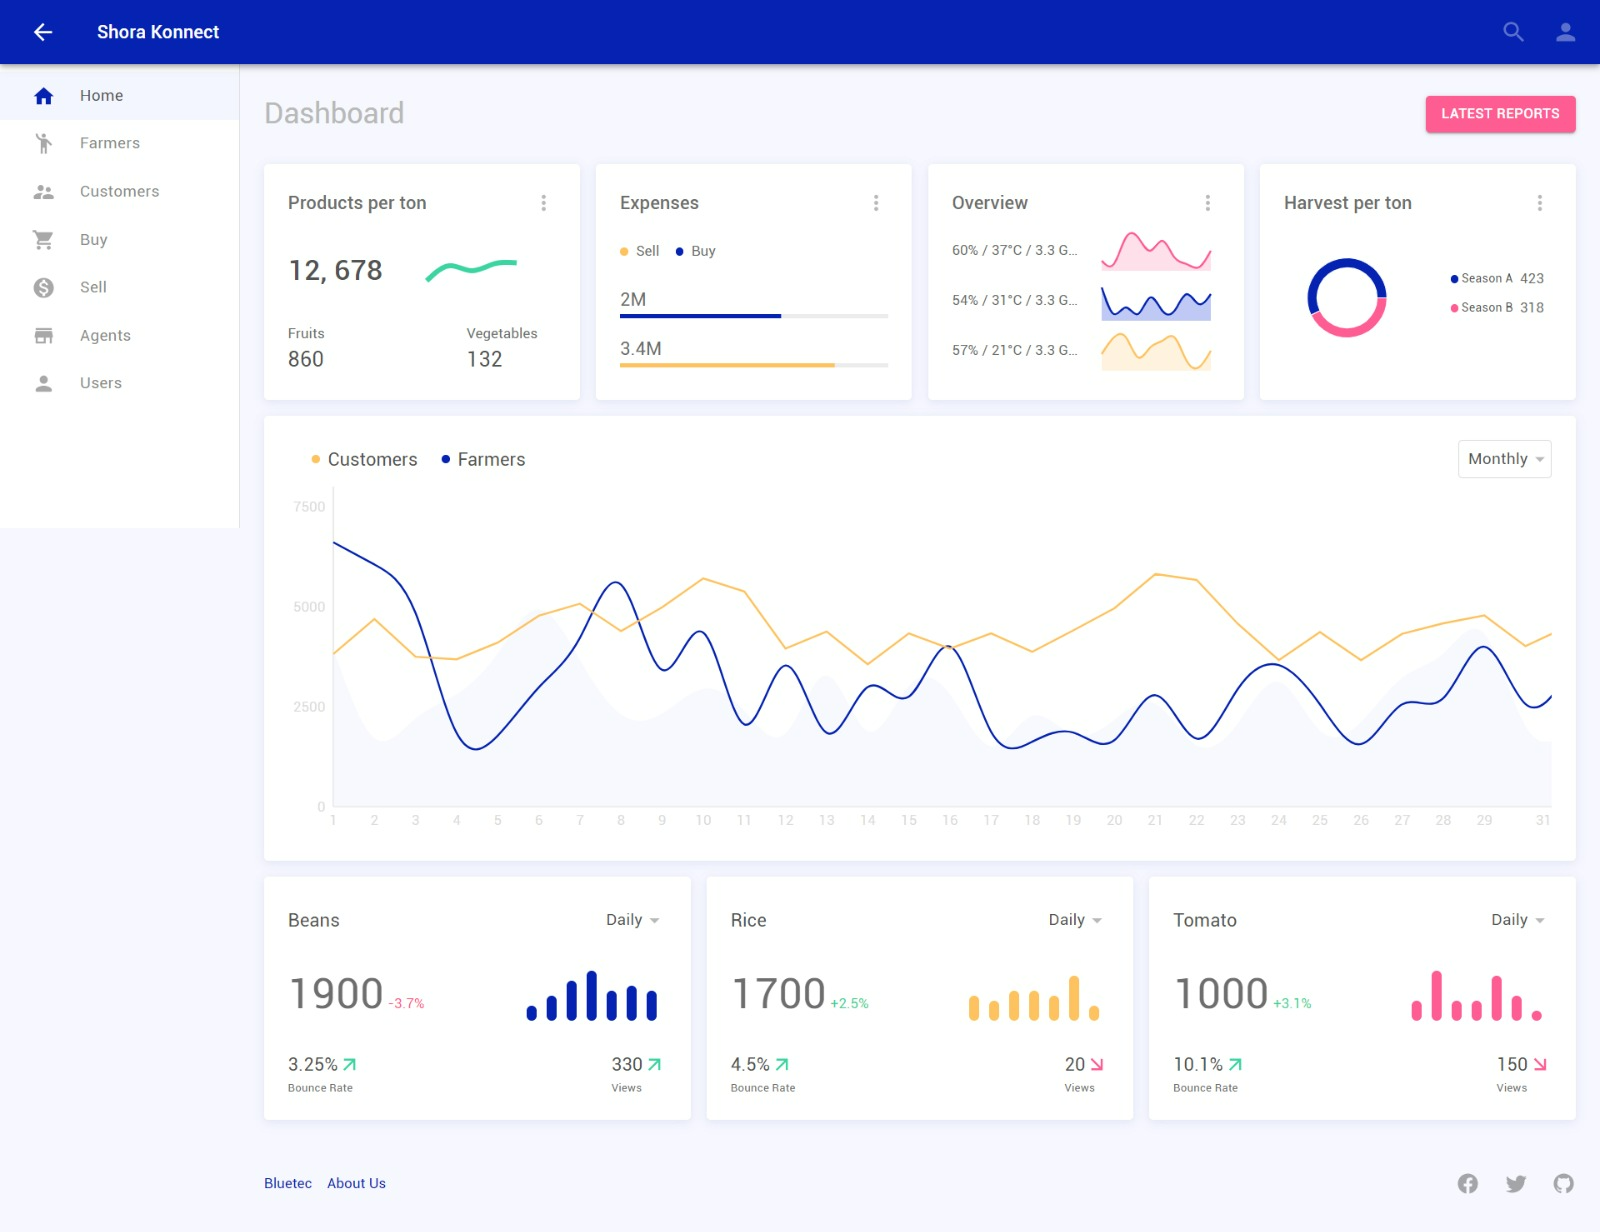 Shora Konnect
Home
Farmers
Customers
Buy
Sell
Agents
Users
Dashboard
LATEST REPORTS
Products per ton
12, 678
Fruits Vegetables
860 132
Expenses
Sell Buy
2M
3.4M
Overview
60% / 37°C / 3.3 G...
54% / 31°C / 3.3 G...
57% / 21°C / 3.3 G...
Harvest per ton
Season A 423
Season B 318
Customers Farmers
Monthly
7500
5000
2500
0
1 2 3 4 5 6 7 8 9 10 11 12 13 14 15 16 17 18 19 20 21 22 23 24 25 26 27 28 29 31
Beans Daily
1900 -3.7%
3.25% 330
Bounce Rate Views
Rice Daily
1700 +2.5%
4.5% 20
Bounce Rate Views
Tomato Daily
1000 +3.1%
10.1% 150
Bounce Rate Views
Bluetec About Us